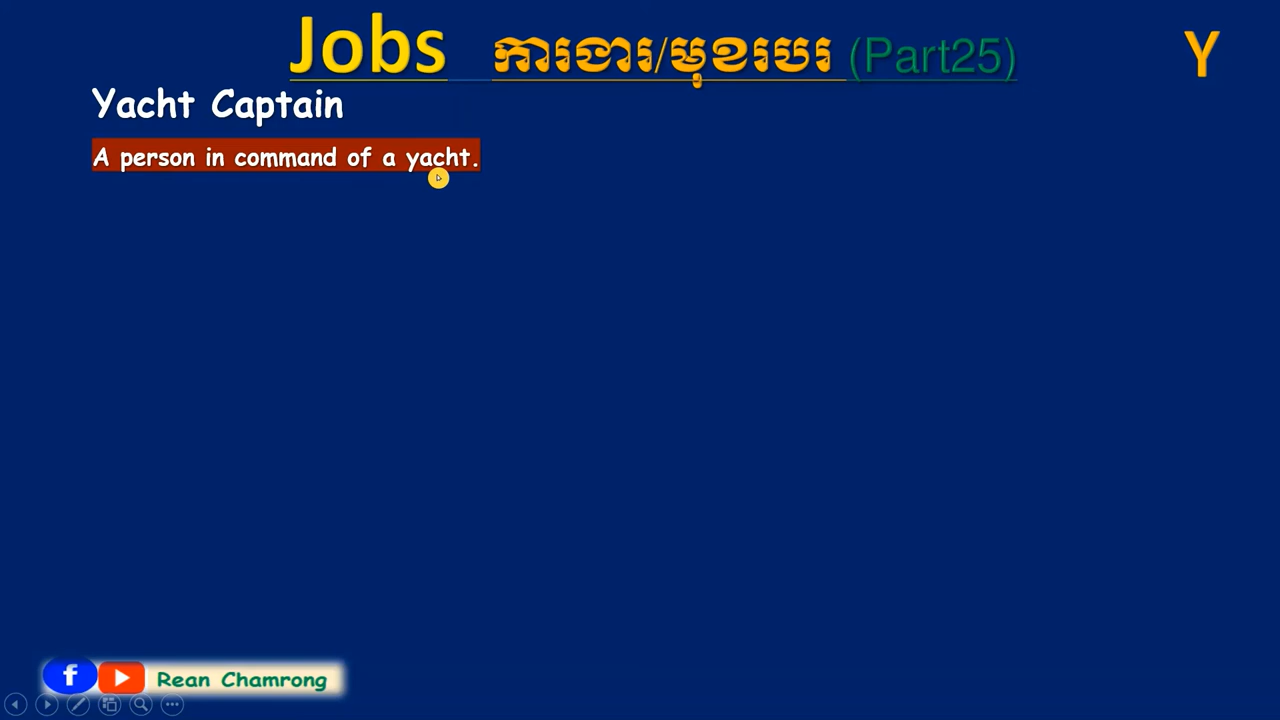 Jobs ការងារ/មុខរបរ (Part25) Y
Yacht Captain
A person in command of a yacht.
f Rean Chamrong